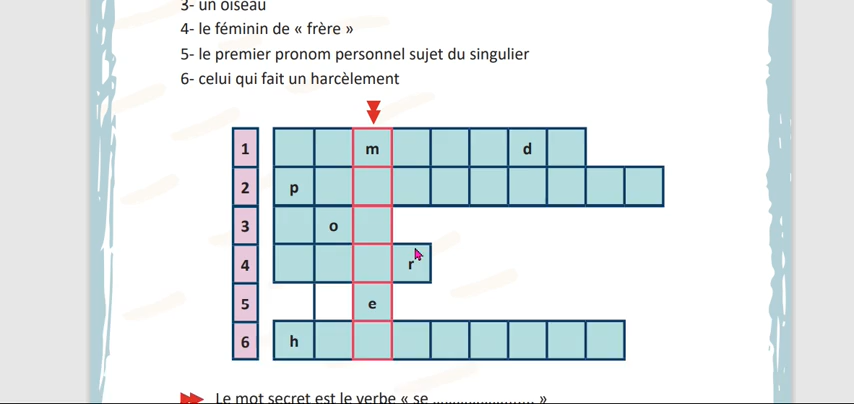 3- un oiseau
4- le féminin de « frère »
5- le premier pronom personnel sujet du singulier
6- celui qui fait un harcèlement
1 m d
2 p
3 o
4 r
5 e
6 h
Le mot secret est le verbe « se ........................ »